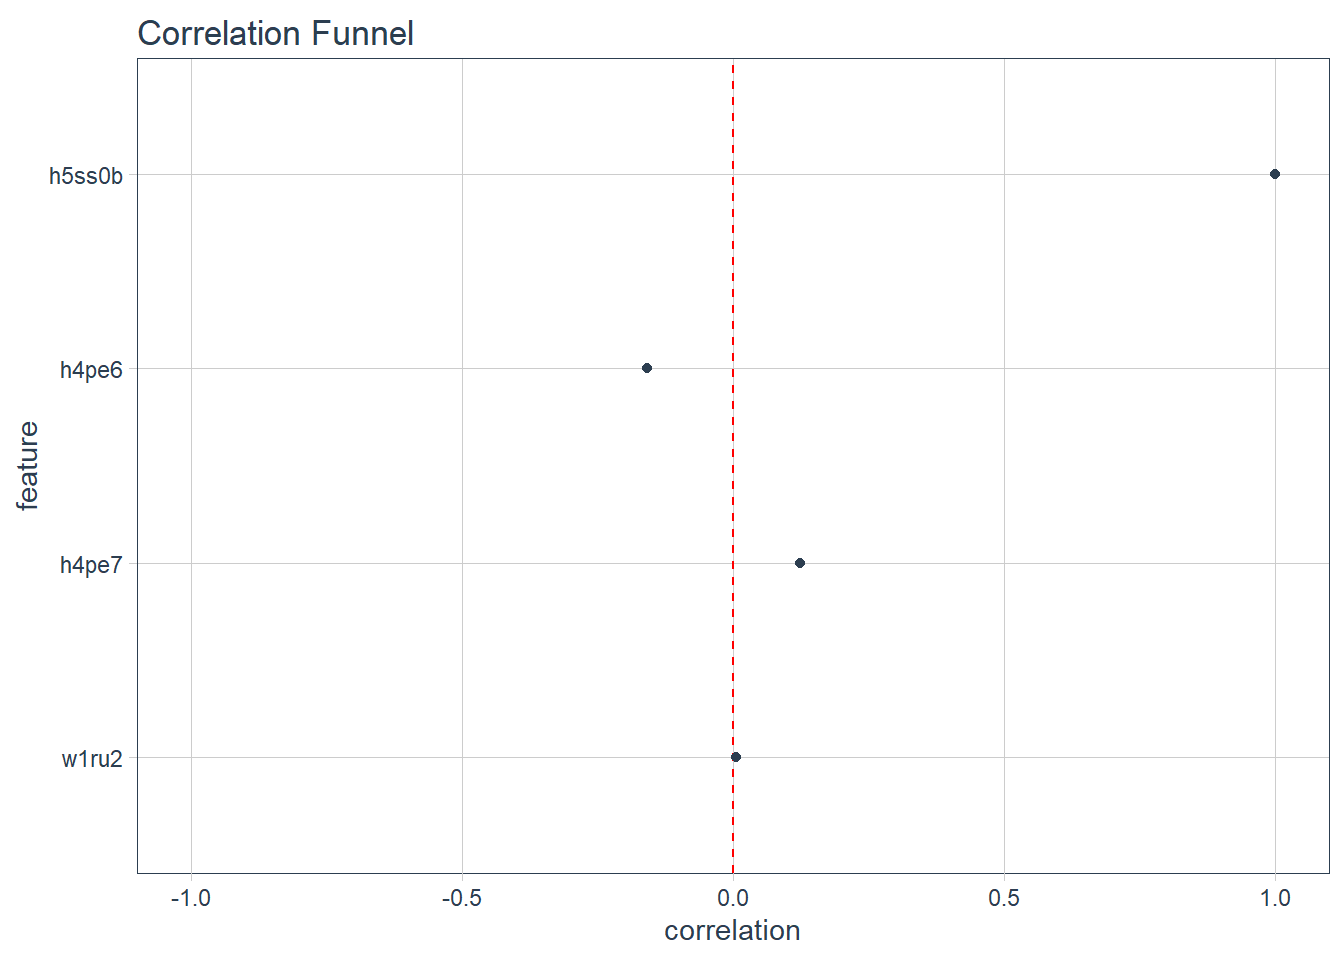 Correlation Funnel
h5ss0b
h4pe6
h4pe7
w1ru2
feature
-1.0
-0.5
0.0
0.5
1.0
correlation